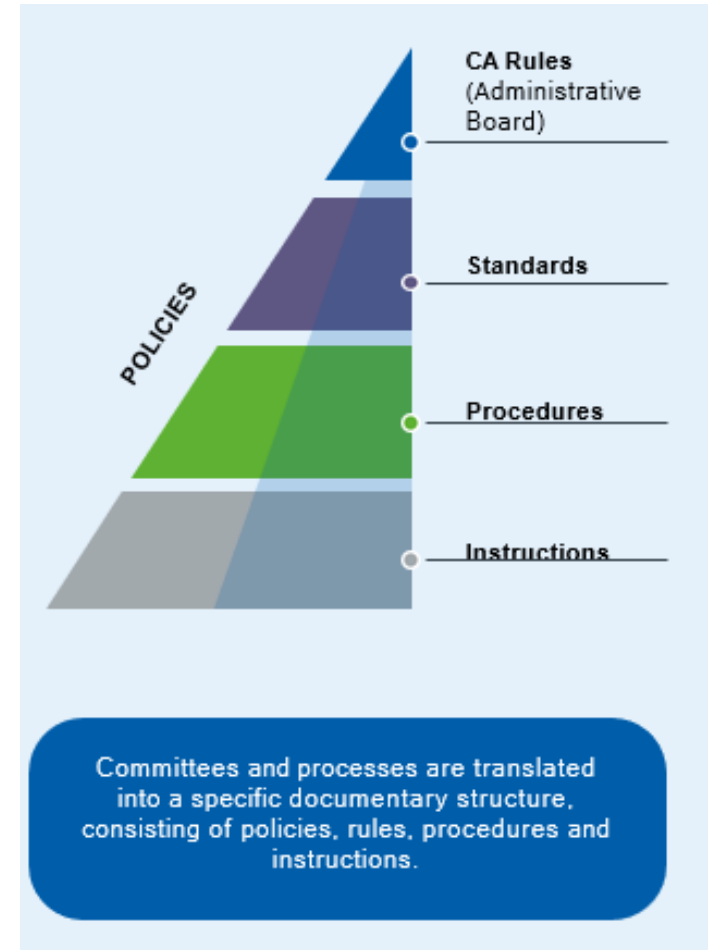 CA Rules
(Administrative
Board)
Standards
POLICIES
Procedures
Instructions
Committees and processes are translated
into a specific documentary structure,
consisting of policies, rules, procedures and
instructions.